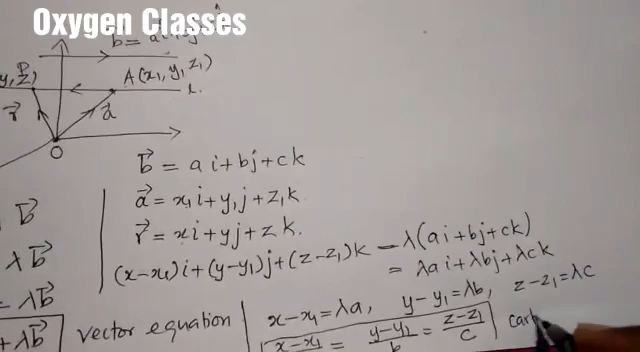 Oxygen Classes
y, z)
P
A(x₁, y₁, z₁)
l.
r⃗
a⃗
O
b⃗ = ai+bj+ck
a⃗ = x₁i+y₁j+z₁k
r⃗ = xi+yj+zk.
b⃗
(x-x₁)i+(y-y₁)j+(z-z₁)k = λ(ai+bj+ck)
λb⃗
= λai+λbj+λck
= λb⃗
x-x₁=λa, y-y₁=λb, z-z₁=λc
+λb⃗ vector equation
x-x₁ = y-y₁/b = z-z₁/c